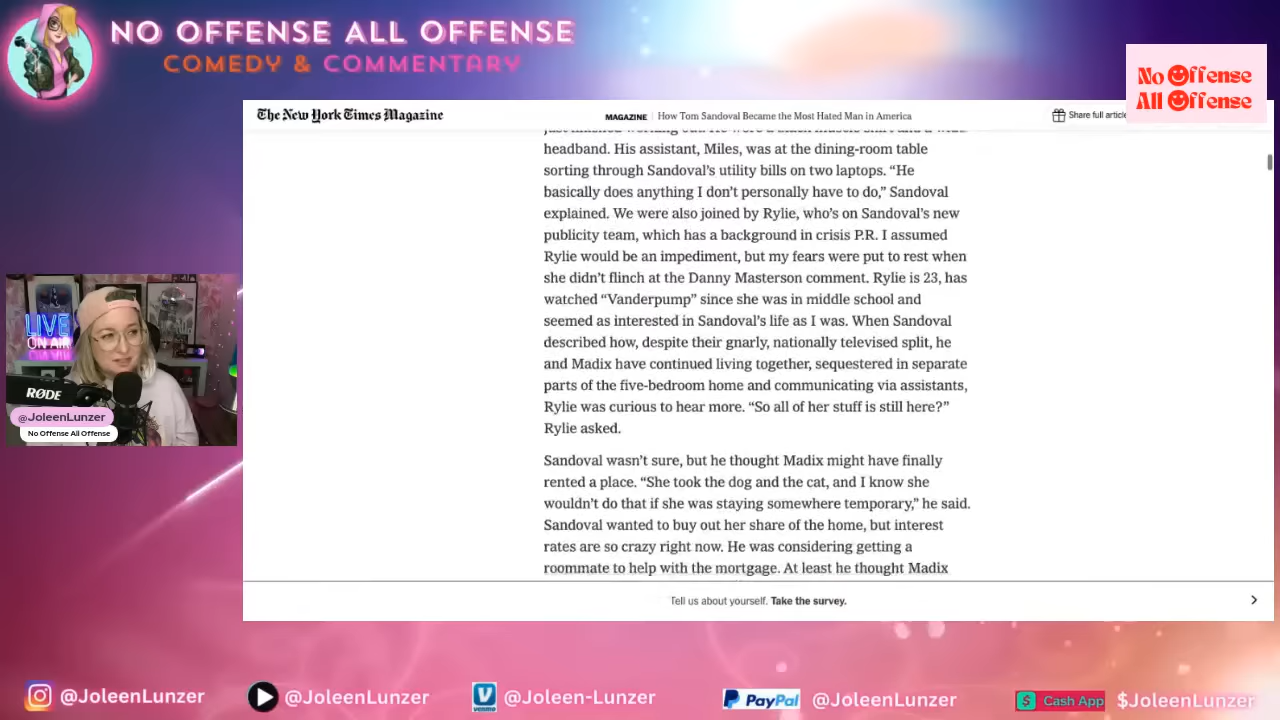 NO OFFENSE ALL OFFENSE
COMEDY & COMMENTARY
No Offense
All Offense
The New York Times Magazine
MAGAZINE | How Tom Sandoval Became the Most Hated Man in America
Share full article
headband. His assistant, Miles, was at the dining-room table
sorting through Sandoval’s utility bills on two laptops. “He
basically does anything I don’t personally have to do,” Sandoval
explained. We were also joined by Rylie, who’s on Sandoval’s new
publicity team, which has a background in crisis P.R. I assumed
Rylie would be an impediment, but my fears were put to rest when
she didn’t flinch at the Danny Masterson comment. Rylie is 23, has
watched “Vanderpump” since she was in middle school and
seemed as interested in Sandoval’s life as I was. When Sandoval
described how, despite their gnarly, nationally televised split, he
and Madix have continued living together, sequestered in separate
parts of the five-bedroom home and communicating via assistants,
Rylie was curious to hear more. “So all of her stuff is still here?”
Rylie asked.
Sandoval wasn’t sure, but he thought Madix might have finally
rented a place. “She took the dog and the cat, and I know she
wouldn’t do that if she was staying somewhere temporary,” he said.
Sandoval wanted to buy out her share of the home, but interest
rates are so crazy right now. He was considering getting a
roommate to help with the mortgage. At least he thought Madix
Tell us about yourself. Take the survey.
LIVE
ON AIR
RØDE
@JoleenLunzer
No Offense All Offense
@JoleenLunzer
@JoleenLunzer
venmo
@Joleen-Lunzer
PayPal
@JoleenLunzer
$ Cash App
$JoleenLunzer